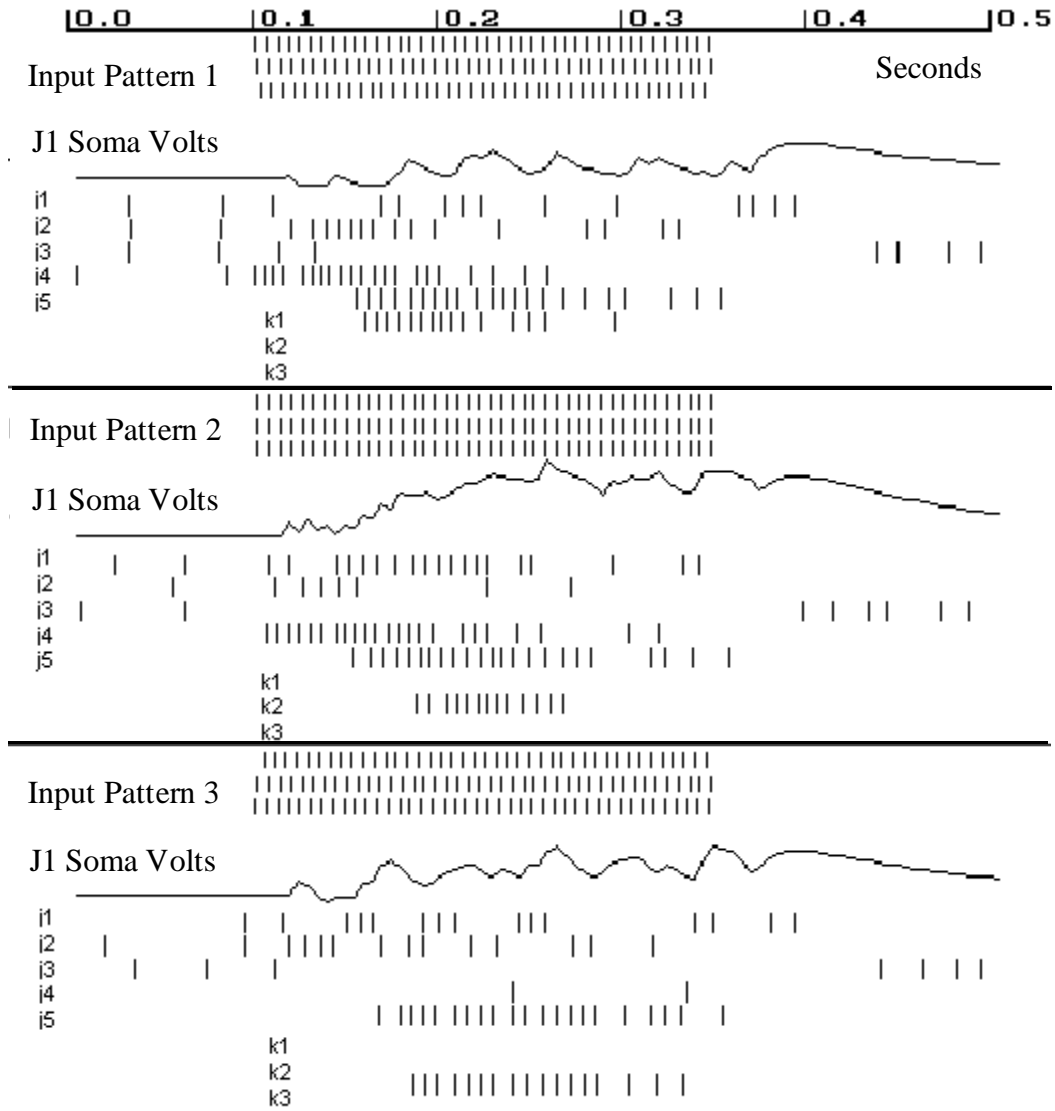 0.0 0.1 0.2 0.3 0.4 0.5
Input Pattern 1
Seconds
J1 Soma Volts
j1
j2
j3
j4
j5
k1
k2
k3
Input Pattern 2
J1 Soma Volts
j1
j2
j3
j4
j5
k1
k2
k3
Input Pattern 3
J1 Soma Volts
j1
j2
j3
j4
j5
k1
k2
k3